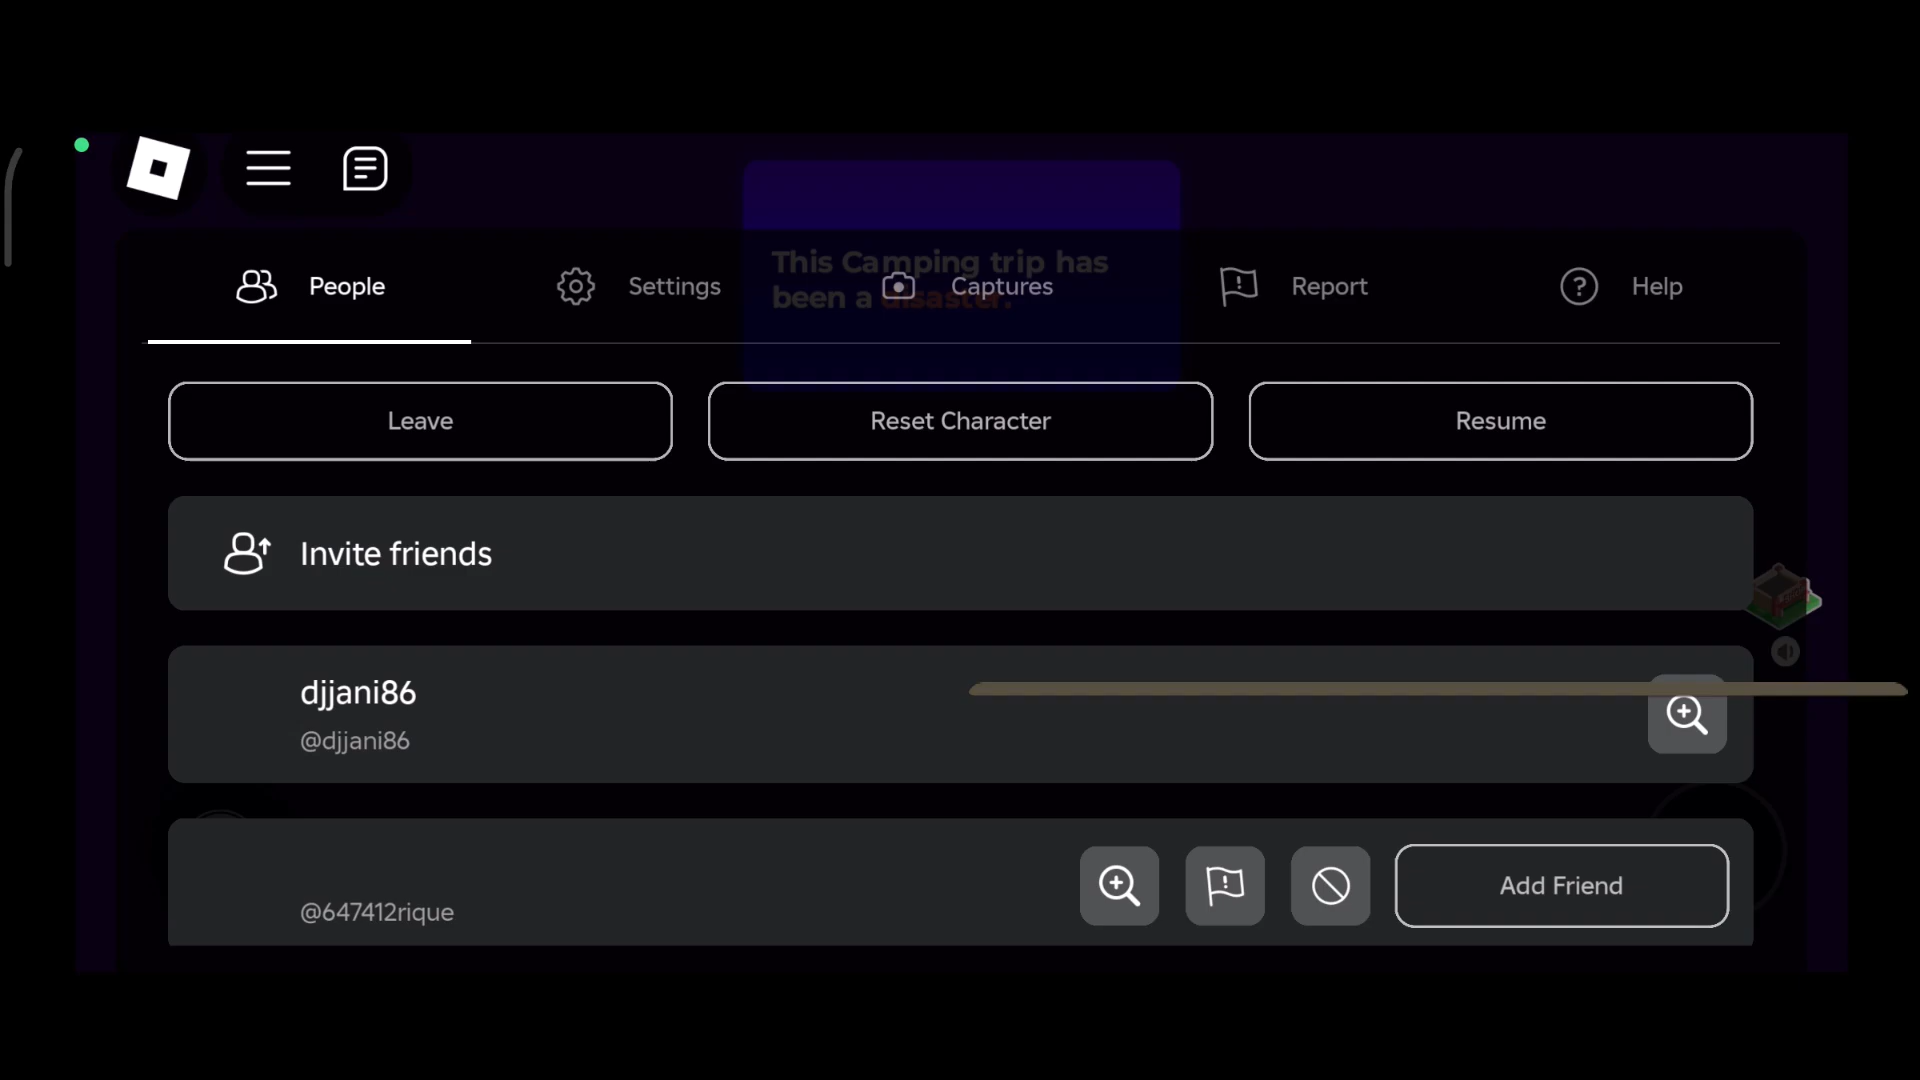 This Camping trip has
been a disaster.
People
Settings
Captures
Report
Help
Leave
Reset Character
Resume
Invite friends
djjani86
@djjani86
@647412rique
Add Friend